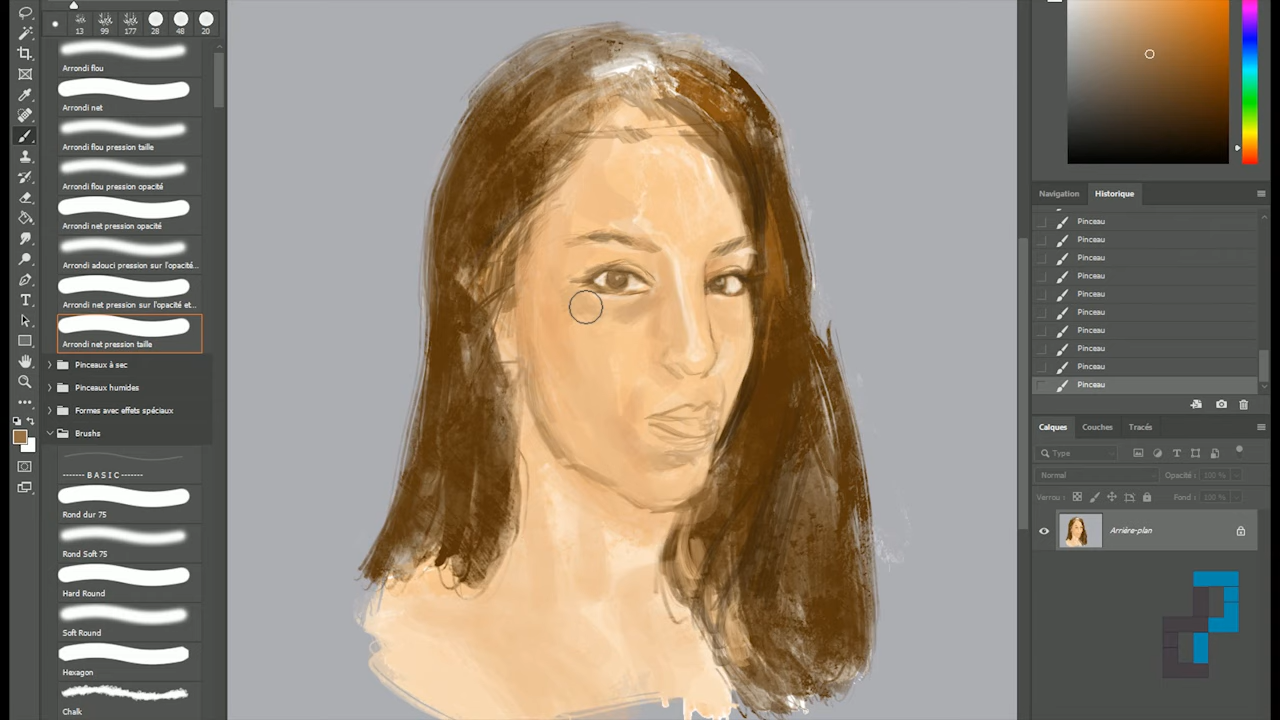 13 99 177 28 48 20
Arrondi flou
Arrondi net
Arrondi flou pression taille
Arrondi flou pression opacité
Arrondi net pression opacité
Arrondi adouci pression sur l'opacité...
Arrondi net pression sur l'opacité et...
Arrondi net pression taille
Pinceaux à sec
Pinceaux humides
Formes avec effets spéciaux
Brushs
------- B A S I C -------
Rond dur 75
Rond Soft 75
Hard Round
Soft Round
Hexagon
Chalk
Navigation Historique
Pinceau
Pinceau
Pinceau
Pinceau
Pinceau
Pinceau
Pinceau
Pinceau
Pinceau
Pinceau
Calques Couches Tracés
Type
Normal Opacité : 100 %
Verrou : Fond : 100 %
Arrière-plan